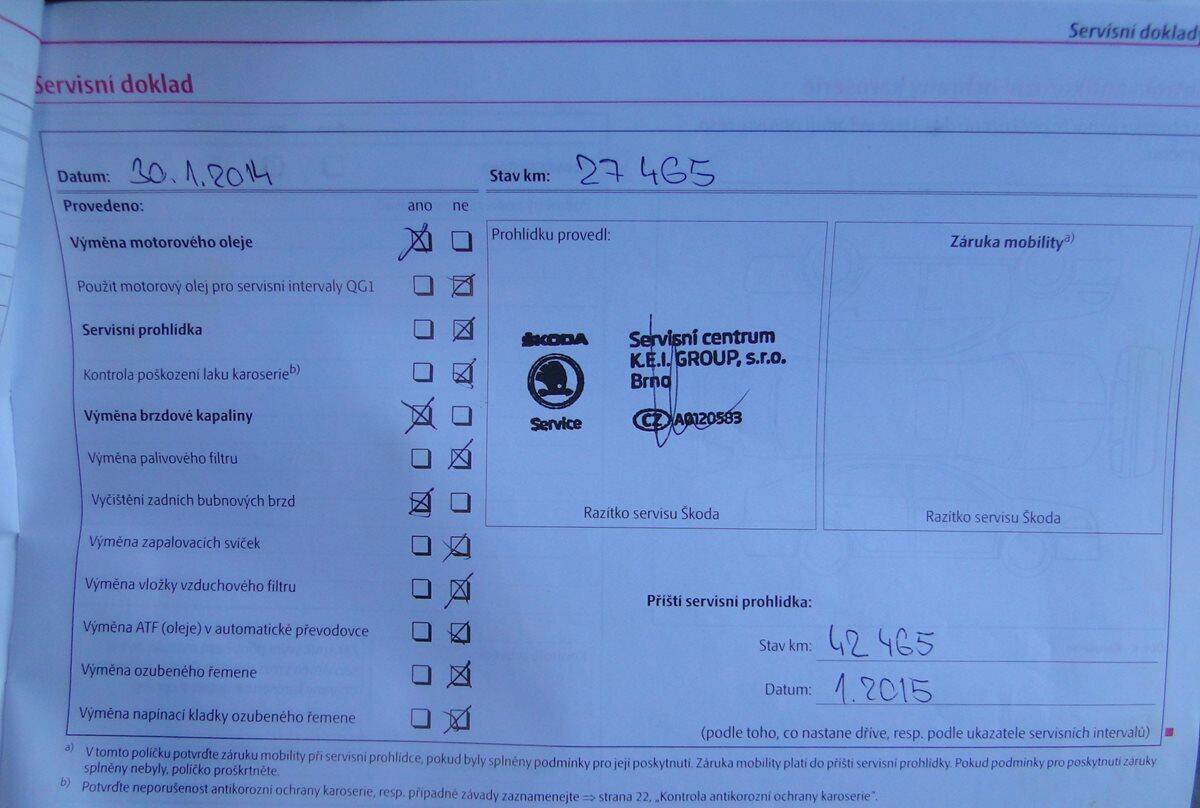 Servisní doklady
Servisní doklad
Datum: 30.1.2014
Stav km: 27 465
Provedeno: ano ne
Výměna motorového oleje
Použit motorový olej pro servisní intervaly QG1
Servisní prohlídka
Kontrola poškození laku karoserie b)
Výměna brzdové kapaliny
Výměna palivového filtru
Vyčištění zadních bubnových brzd
Výměna zapalovacích svíček
Výměna vložky vzduchového filtru
Výměna ATF (oleje) v automatické převodovce
Výměna ozubeného řemene
Výměna napínací kladky ozubeného řemene
Prohlídku provedl:
ŠKODA
Service
Servisní centrum
K.E.I. GROUP, s.r.o.
Brno
CZ A0120583
Razítko servisu Škoda
Záruka mobility a)
Razítko servisu Škoda
Příští servisní prohlídka:
Stav km: 42 465
Datum: 1.2015
(podle toho, co nastane dříve, resp. podle ukazatele servisních intervalů)
a) V tomto políčku potvrďte záruku mobility při servisní prohlídce, pokud byly splněny podmínky pro její poskytnutí. Záruka mobility platí do příští servisní prohlídky. Pokud podmínky pro poskytnutí záruky
splněny nebyly, políčko proškrtněte.
b) Potvrďte neporušenost antikorozní ochrany karoserie, resp. případné závady zaznamenejte ⇒ strana 22, „Kontrola antikorozní ochrany karoserie“.